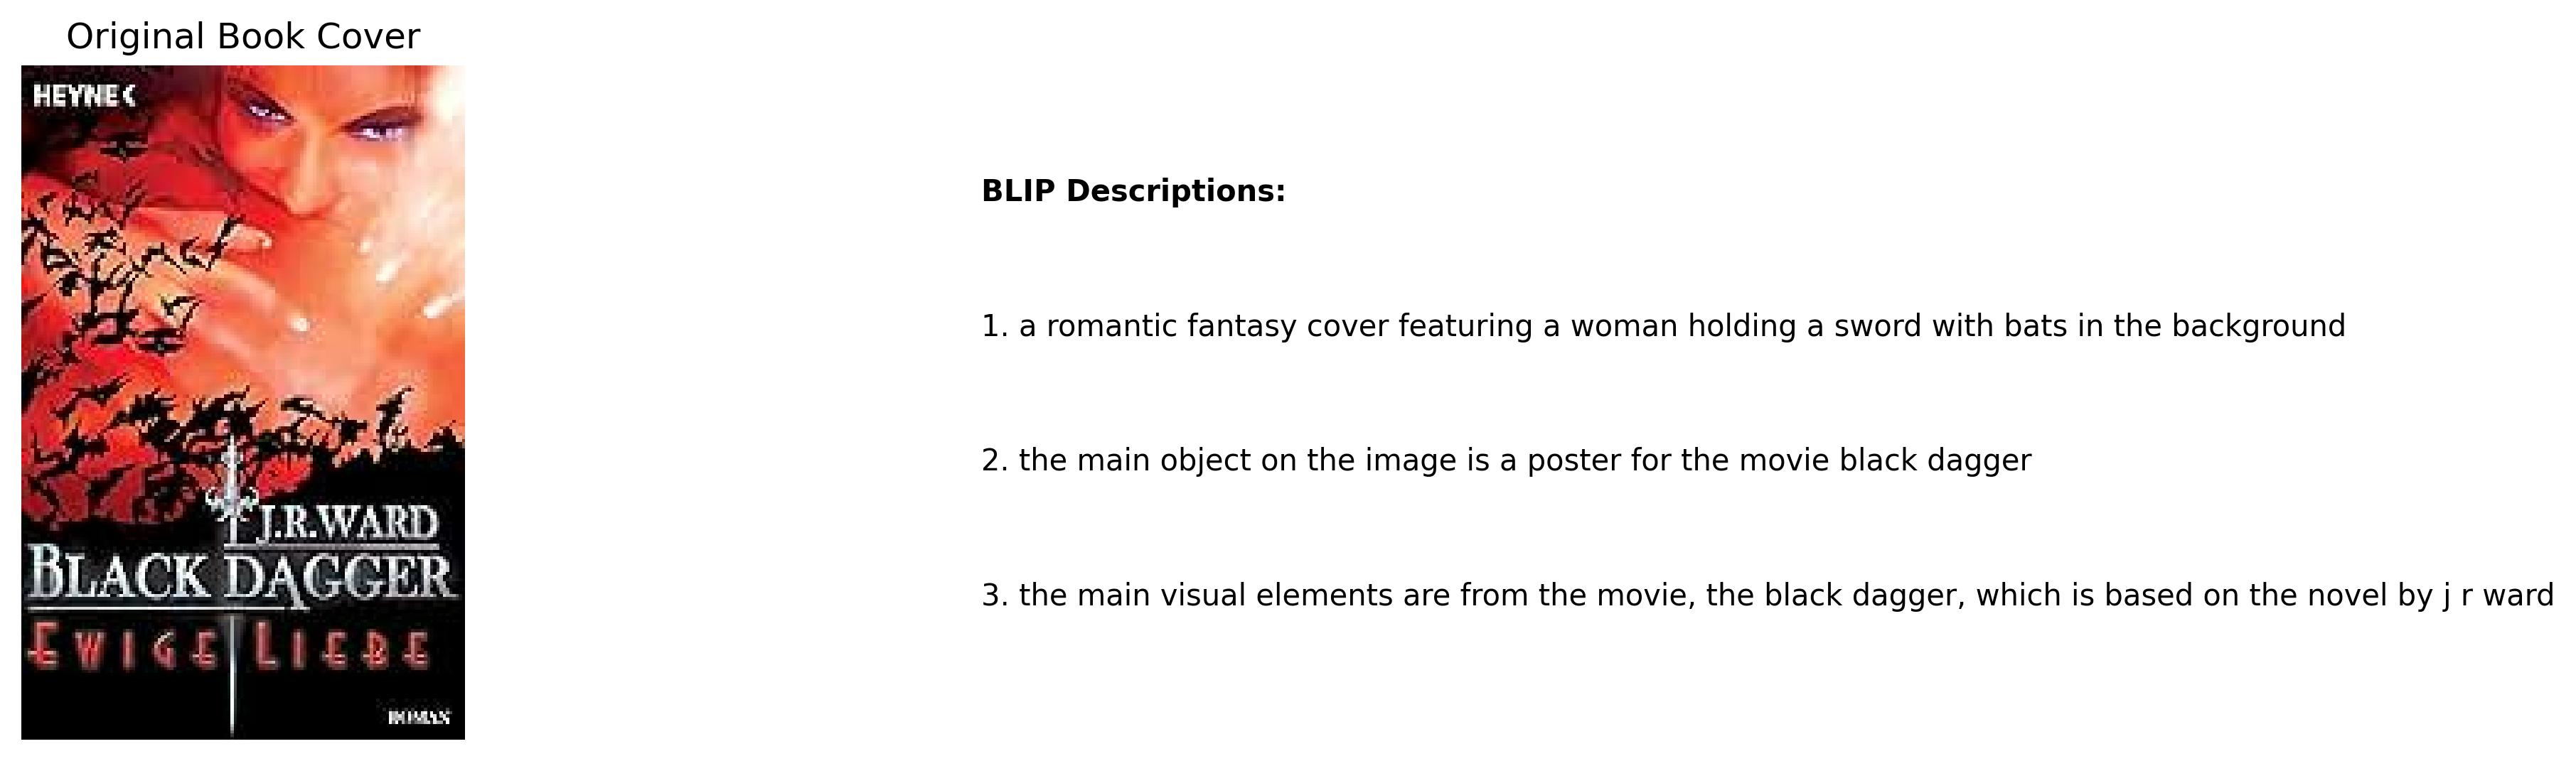 Original Book Cover
HEYNE <
J.R.WARD
BLACK DAGGER
EWIGE LIEBE
ROMAN
BLIP Descriptions:
1. a romantic fantasy cover featuring a woman holding a sword with bats in the background
2. the main object on the image is a poster for the movie black dagger
3. the main visual elements are from the movie, the black dagger, which is based on the novel by j r ward